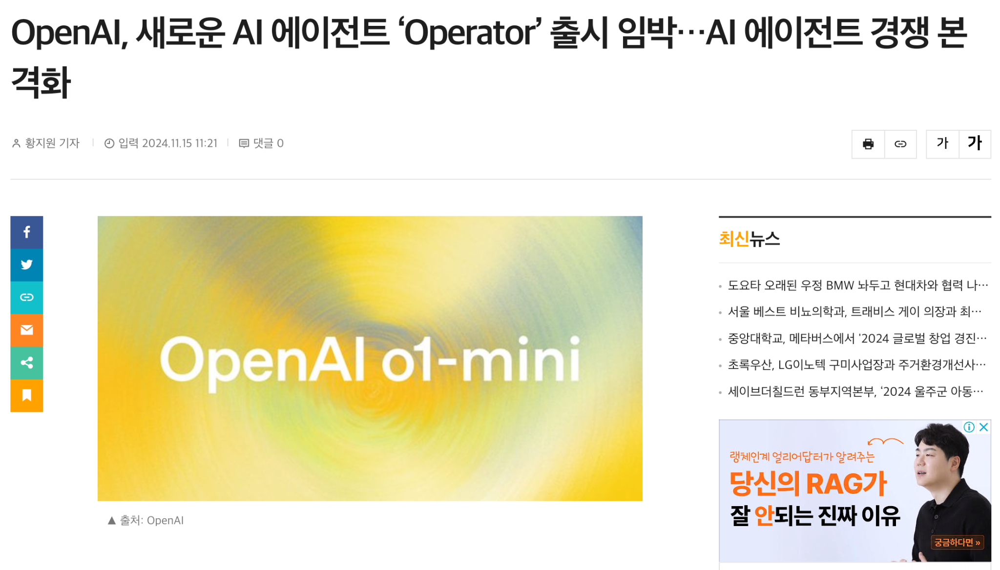 OpenAI, 새로운 AI 에이전트 ‘Operator’ 출시 임박…AI 에이전트 경쟁 본
격화
황지원 기자 입력 2024.11.15 11:21 댓글 0
가 가
OpenAI o1-mini
▲ 출처: OpenAI
최신뉴스
도요타 오래된 우정 BMW 놔두고 현대차와 협력 나…
서울 베스트 비뇨의학과, 트래비스 게이 의장과 최…
중앙대학교, 메타버스에서 '2024 글로벌 창업 경진…
초록우산, LG이노텍 구미사업장과 주거환경개선사…
세이브더칠드런 동부지역본부, ‘2024 울주군 아동…
랭체인계 얼리어답터가 알려주는
당신의 RAG가
잘 안되는 진짜 이유
궁금하다면 »